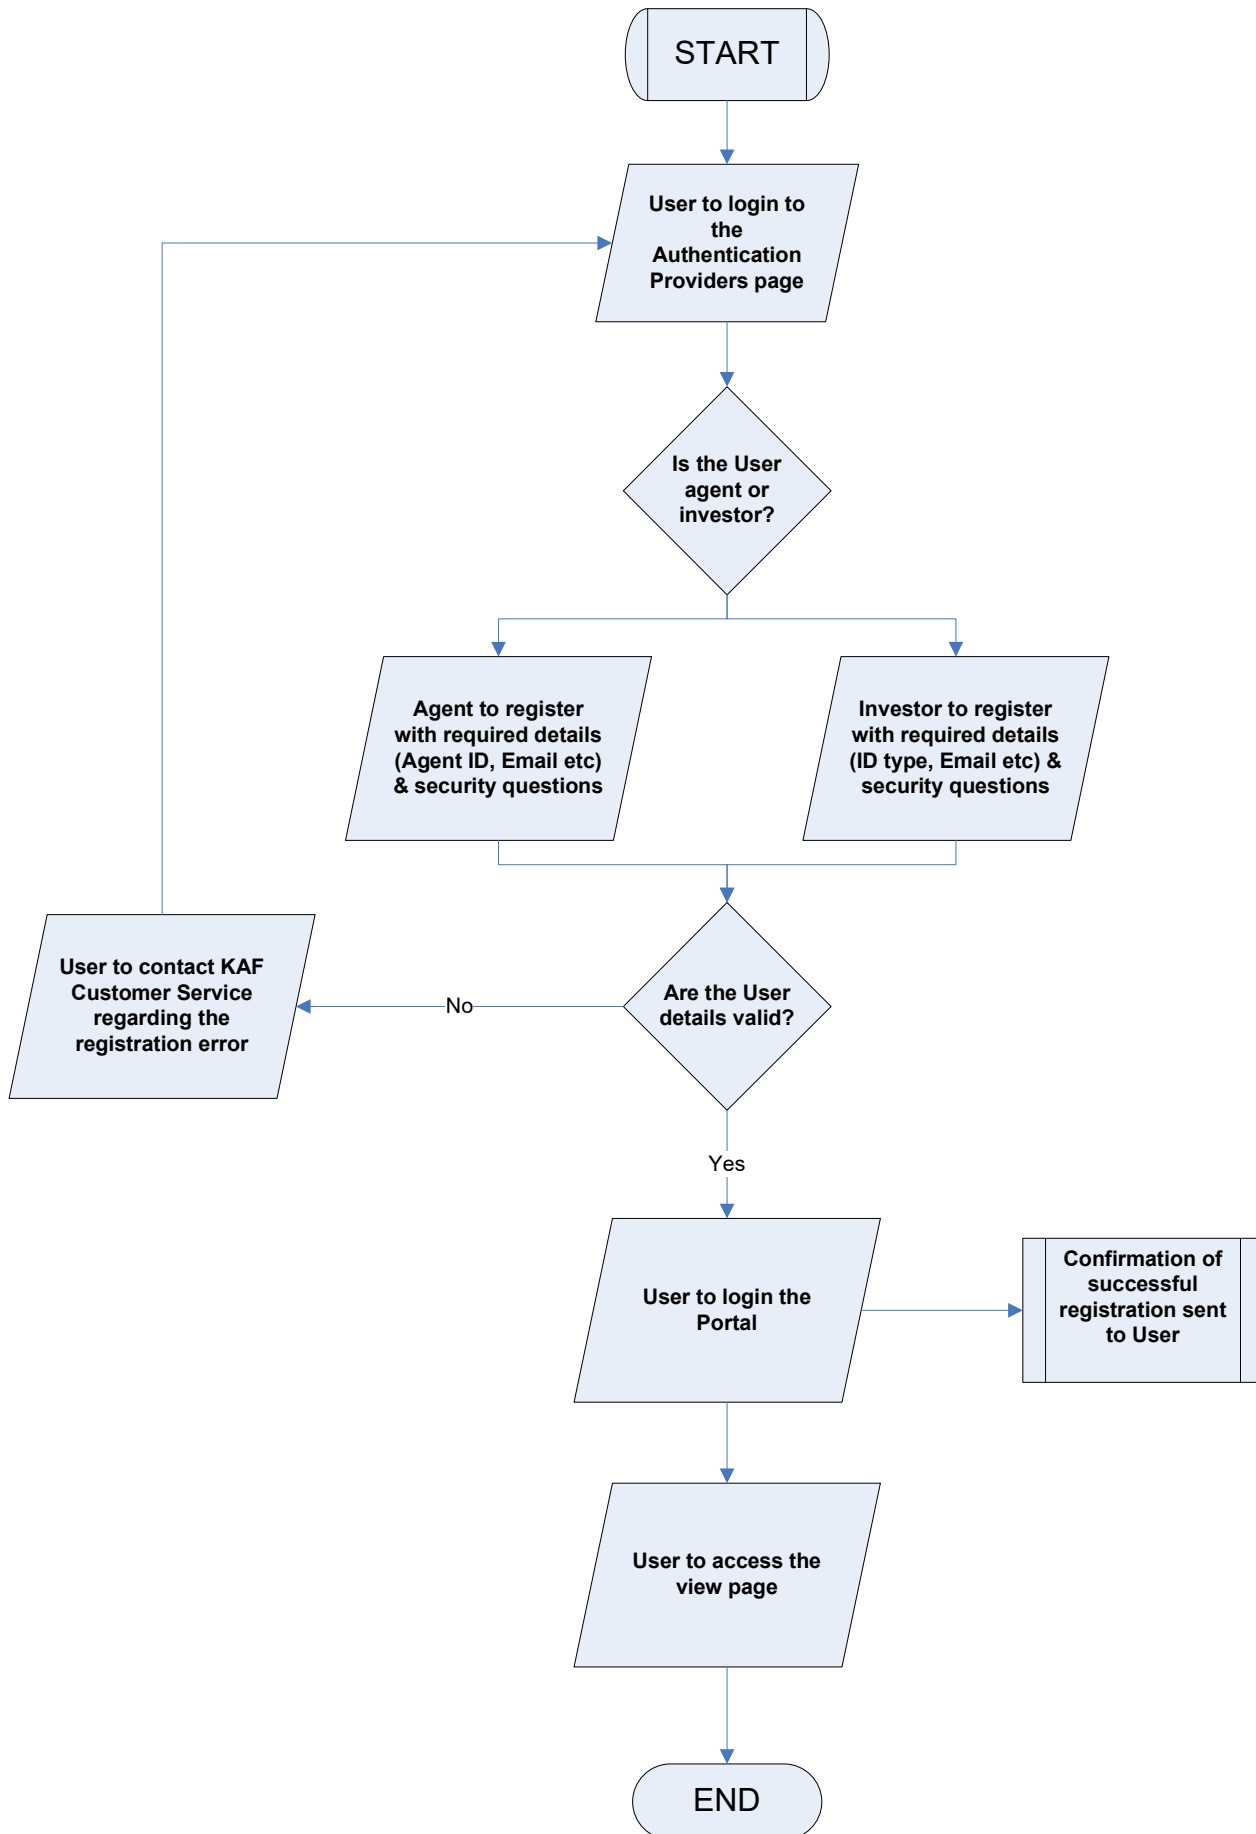 START
User to login to
the
Authentication
Providers page
Is the User
agent or
investor?
Agent to register
with required details
(Agent ID, Email etc)
& security questions
Investor to register
with required details
(ID type, Email etc) &
security questions
User to contact KAF
Customer Service
regarding the
registration error
No
Are the User
details valid?
Yes
User to login the
Portal
Confirmation of
successful
registration sent
to User
User to access the
view page
END